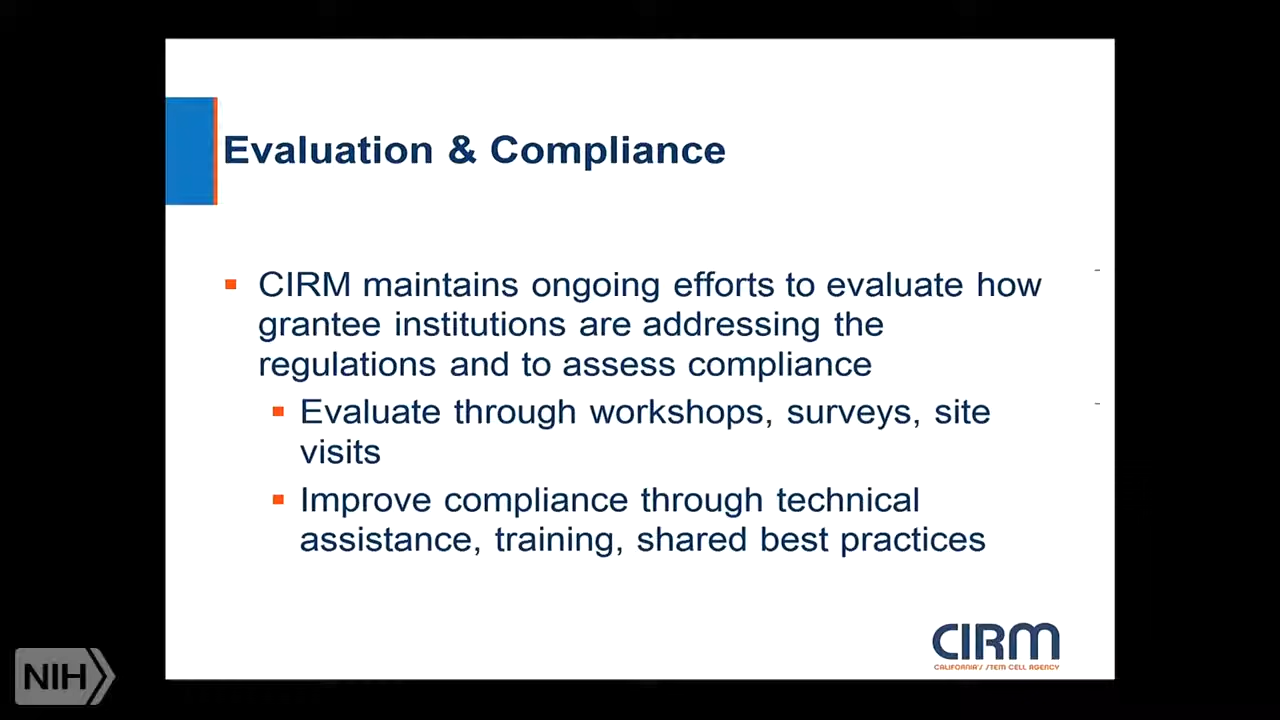 Evaluation & Compliance
CIRM maintains ongoing efforts to evaluate how
grantee institutions are addressing the
regulations and to assess compliance
Evaluate through workshops, surveys, site
visits
Improve compliance through technical
assistance, training, shared best practices
CIRM
CALIFORNIA'S STEM CELL AGENCY
NIH